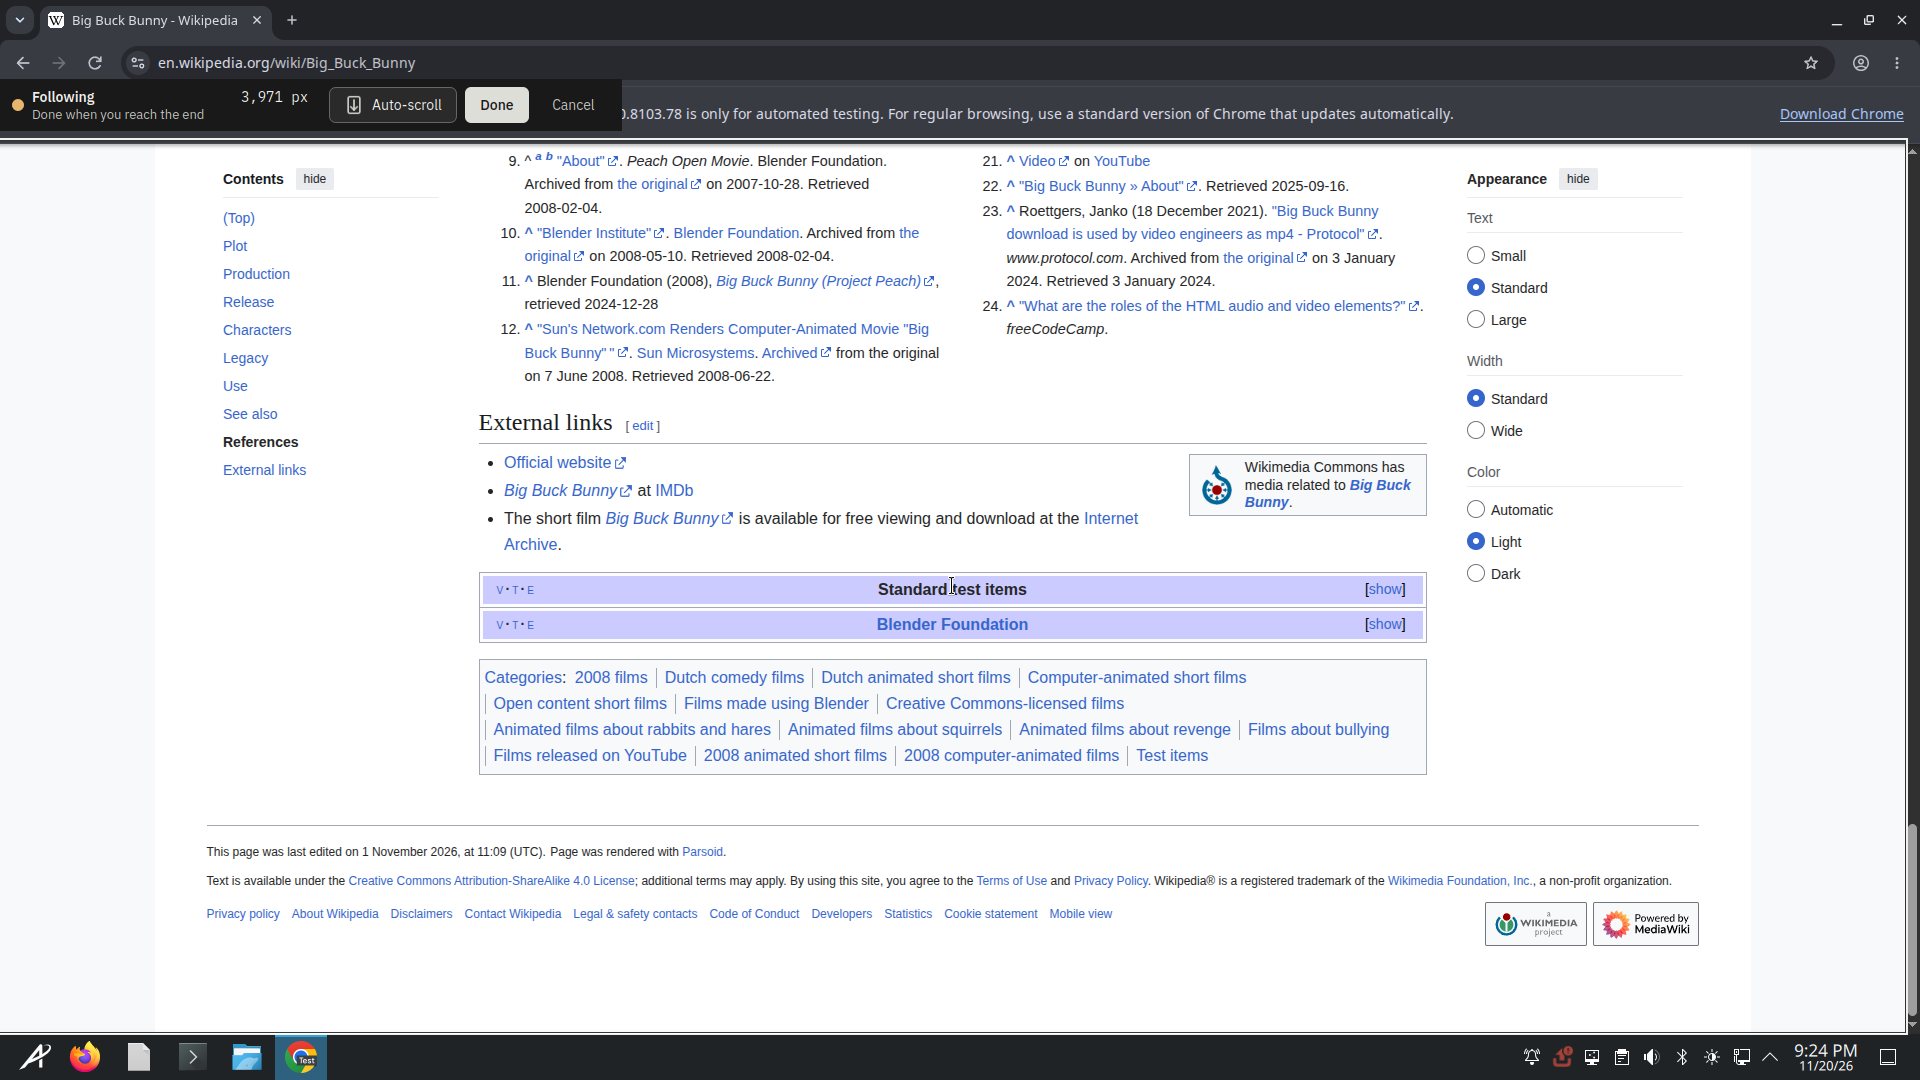 Big Buck Bunny - Wikipedia
en.wikipedia.org/wiki/Big_Buck_Bunny
Following
Done when you reach the end
3,971 px
Auto-scroll
Done
Cancel
0.8103.78 is only for automated testing. For regular browsing, use a standard version of Chrome that updates automatically.
Download Chrome
Contents hide
(Top)
Plot
Production
Release
Characters
Legacy
Use
See also
References
External links
9. ^ a b "About". Peach Open Movie. Blender Foundation.
Archived from the original on 2007-10-28. Retrieved
2008-02-04.
10. ^ "Blender Institute". Blender Foundation. Archived from the
original on 2008-05-10. Retrieved 2008-02-04.
11. ^ Blender Foundation (2008), Big Buck Bunny (Project Peach),
retrieved 2024-12-28
12. ^ "Sun's Network.com Renders Computer-Animated Movie "Big
Buck Bunny" ". Sun Microsystems. Archived from the original
on 7 June 2008. Retrieved 2008-06-22.
21. ^ Video on YouTube
22. ^ "Big Buck Bunny » About". Retrieved 2025-09-16.
23. ^ Roettgers, Janko (18 December 2021). "Big Buck Bunny
download is used by video engineers as mp4 - Protocol".
www.protocol.com. Archived from the original on 3 January
2024. Retrieved 3 January 2024.
24. ^ "What are the roles of the HTML audio and video elements?".
freeCodeCamp.
External links [ edit ]
• Official website
• Big Buck Bunny at IMDb
• The short film Big Buck Bunny is available for free viewing and download at the Internet
Archive.
Wikimedia Commons has
media related to Big Buck
Bunny.
V • T • E Standard test items [show]
V • T • E Blender Foundation [show]
Categories: 2008 films | Dutch comedy films | Dutch animated short films | Computer-animated short films
| Open content short films | Films made using Blender | Creative Commons-licensed films
| Animated films about rabbits and hares | Animated films about squirrels | Animated films about revenge | Films about bullying
| Films released on YouTube | 2008 animated short films | 2008 computer-animated films | Test items
Appearance hide
Text
Small
Standard
Large
Width
Standard
Wide
Color
Automatic
Light
Dark
This page was last edited on 1 November 2026, at 11:09 (UTC). Page was rendered with Parsoid.
Text is available under the Creative Commons Attribution-ShareAlike 4.0 License; additional terms may apply. By using this site, you agree to the Terms of Use and Privacy Policy. Wikipedia® is a registered trademark of the Wikimedia Foundation, Inc., a non-profit organization.
Privacy policy About Wikipedia Disclaimers Contact Wikipedia Legal & safety contacts Code of Conduct Developers Statistics Cookie statement Mobile view
a
WIKIMEDIA
project
Powered by
MediaWiki
Test
9:24 PM
11/20/26